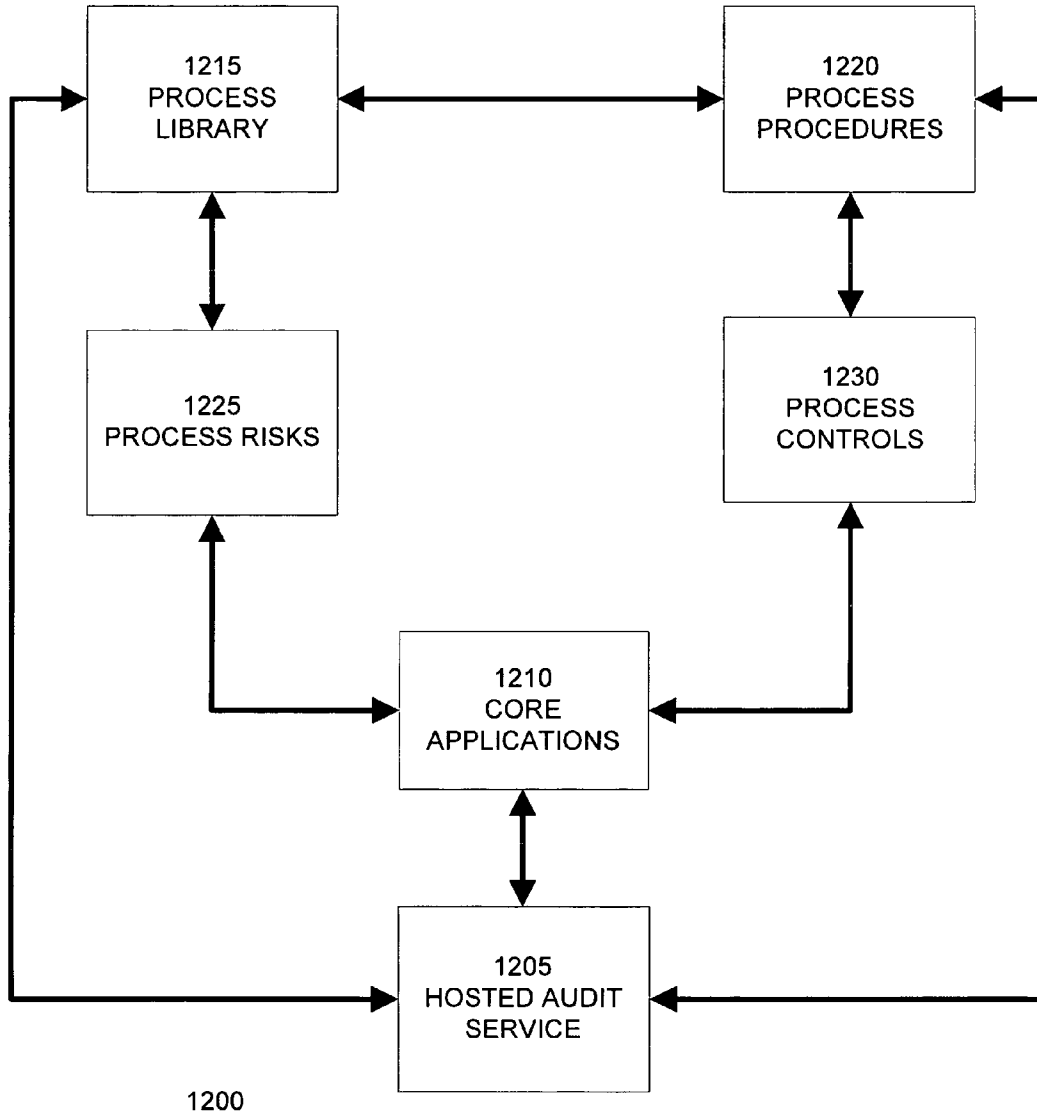 1215
PROCESS
LIBRARY
1220
PROCESS
PROCEDURES
1225
PROCESS RISKS
1230
PROCESS
CONTROLS
1210
CORE
APPLICATIONS
1205
HOSTED AUDIT
SERVICE
1200